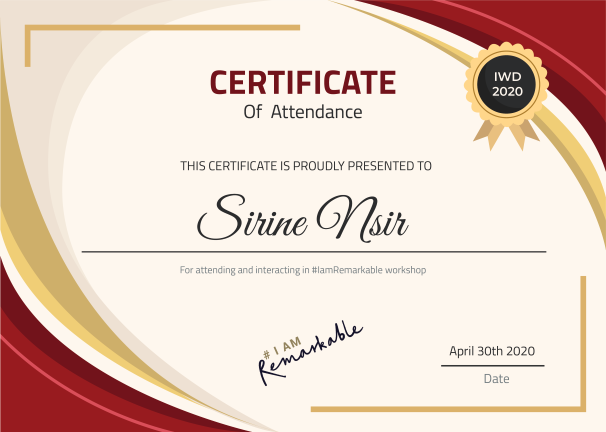 CERTIFICATE
Of Attendance
IWD
2020
THIS CERTIFICATE IS PROUDLY PRESENTED TO
Sirine Nsir
For attending and interacting in #IamRemarkable workshop
# I AM
Remarkable
April 30th 2020
Date